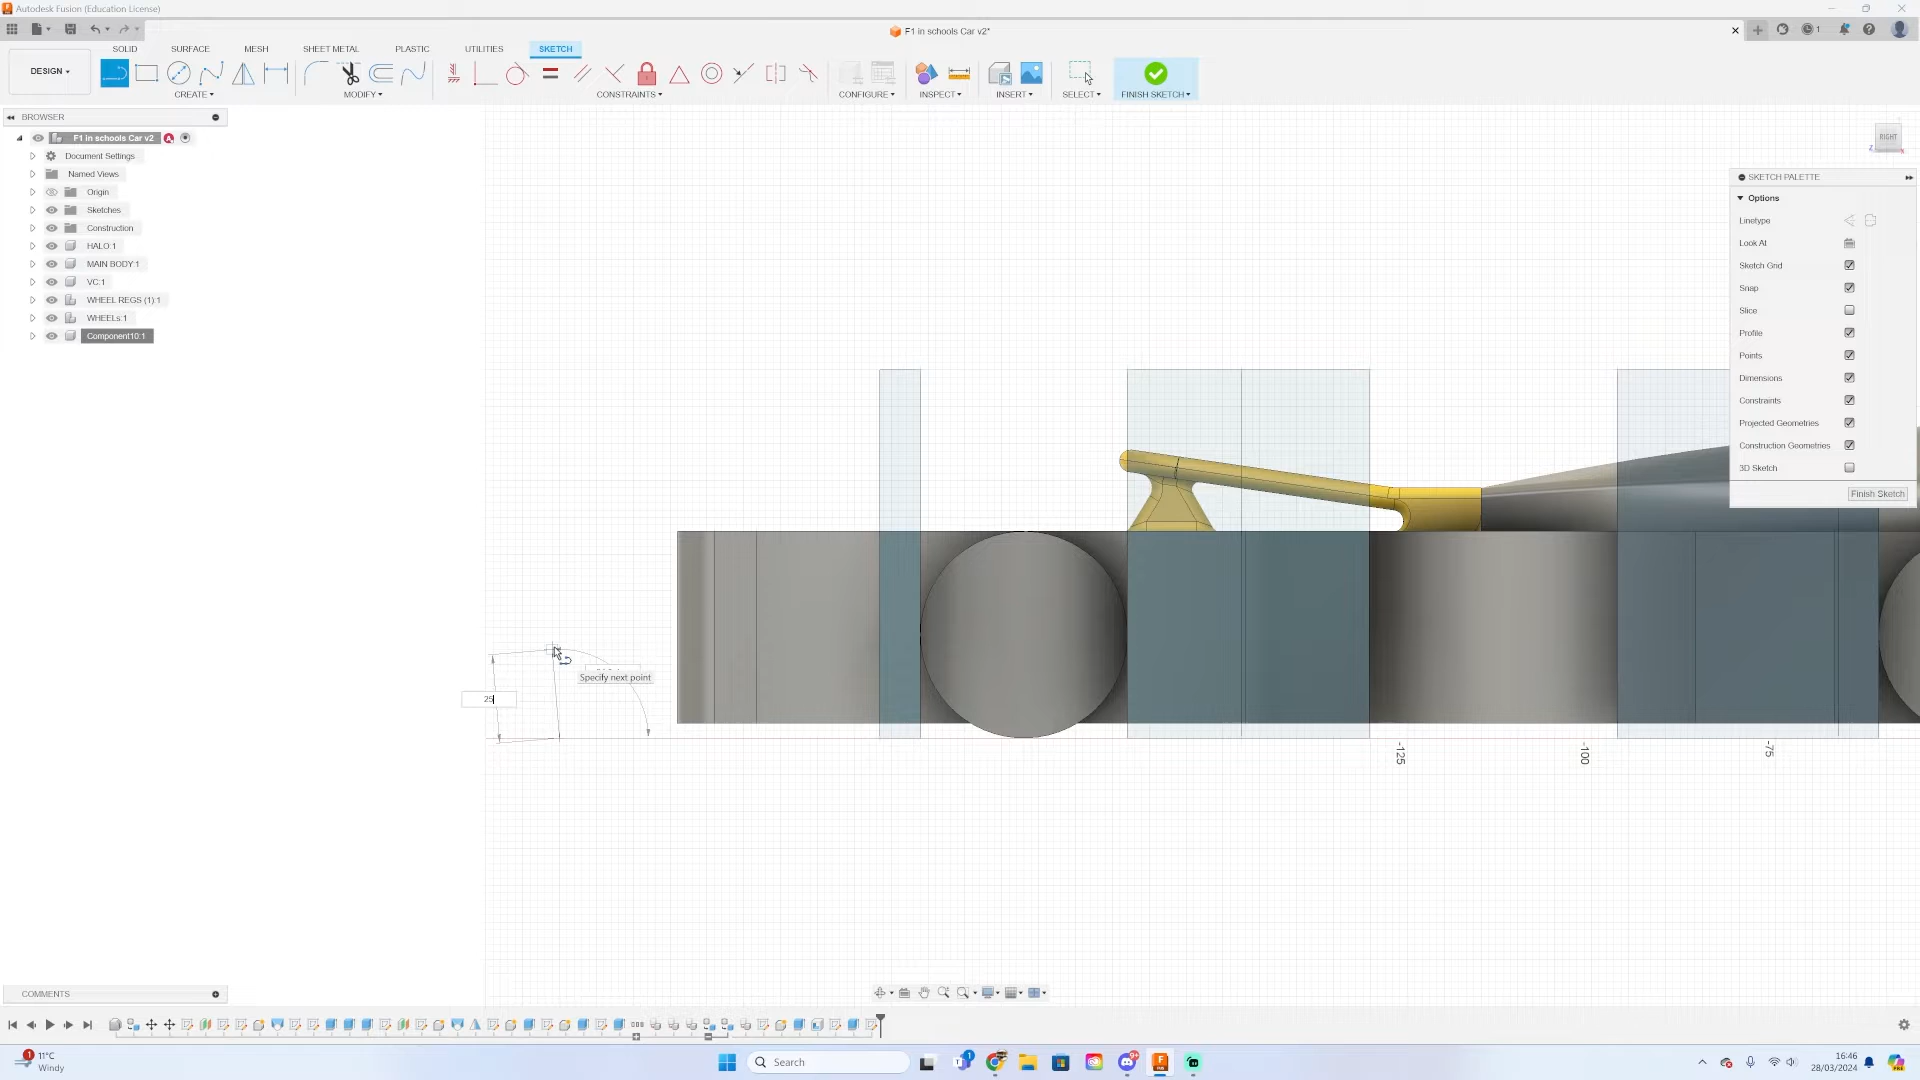 Autodesk Fusion (Education License)
F1 in schools Car v2*
1
SOLID SURFACE MESH SHEET METAL PLASTIC UTILITIES SKETCH
DESIGN
CREATE MODIFY CONSTRAINTS CONFIGURE INSPECT INSERT SELECT FINISH SKETCH
BROWSER
F1 in schools Car v2
Document Settings
Named Views
Origin
Sketches
Construction
HALO:1
MAIN BODY:1
VC:1
WHEEL REGS (1):1
WHEELs:1
Component10:1
RIGHT
SKETCH PALETTE
Options
Linetype
Look At
Sketch Grid
Snap
Slice
Profile
Points
Dimensions
Constraints
Projected Geometries
Construction Geometries
3D Sketch
Finish Sketch
Specify next point
25
-125
-100
-75
COMMENTS
11°C
Windy
Search
16:46
28/03/2024